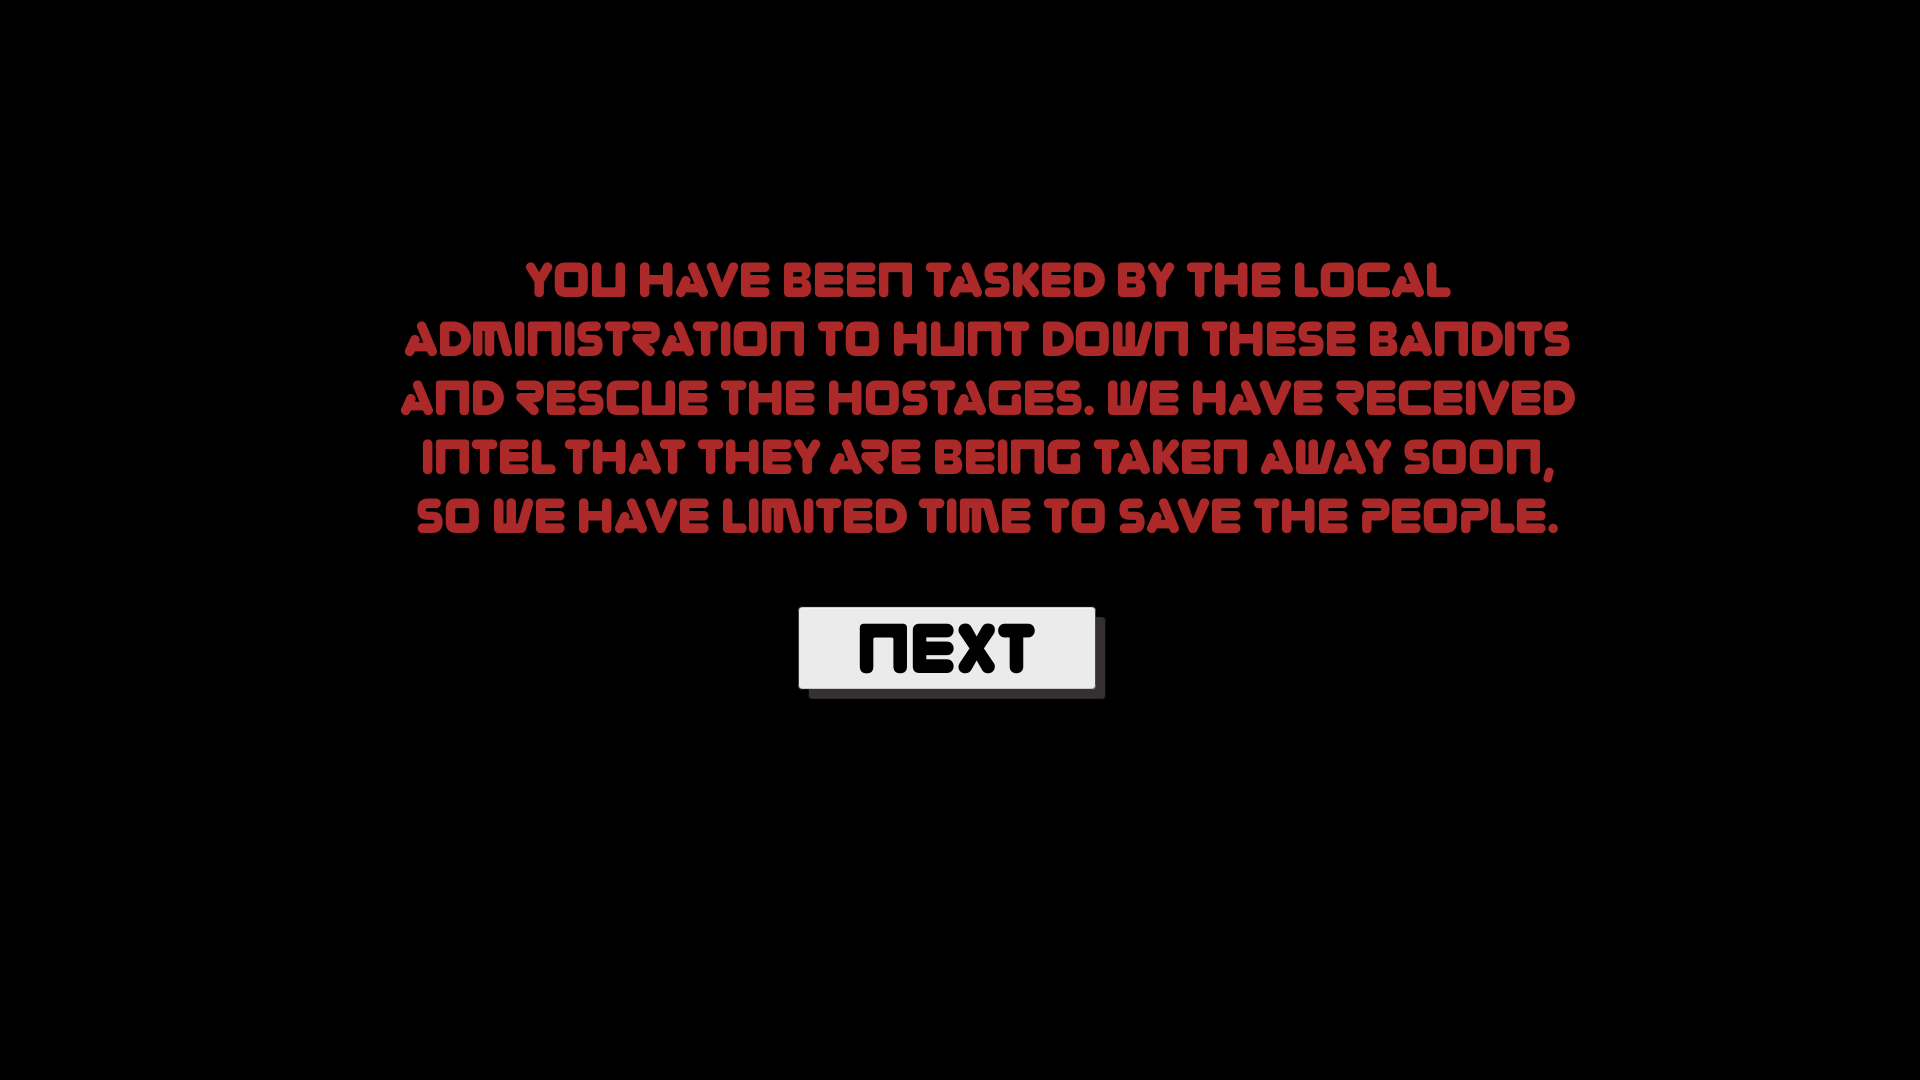 YOU HAVE BEEN TASKED BY THE LOCAL
ADMINISTRATION TO HUNT DOWN THESE BANDITS
AND RESCUE THE HOSTAGES. WE HAVE RECEIVED
INTEL THAT THEY ARE BEING TAKEN AWAY SOON,
SO WE HAVE LIMITED TIME TO SAVE THE PEOPLE.
NEXT